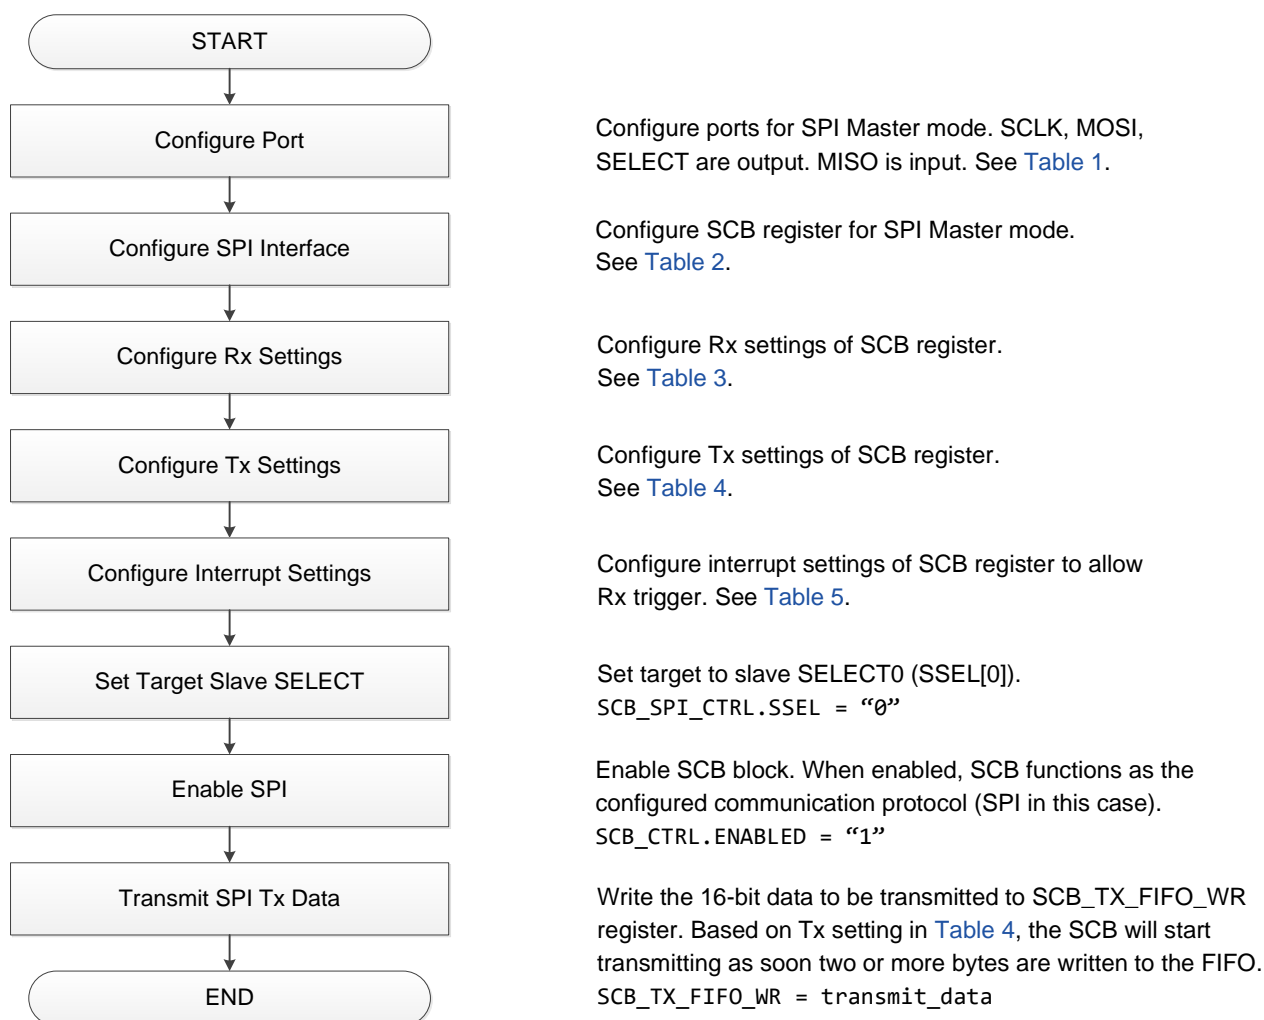 START
Configure Port
Configure ports for SPI Master mode. SCLK, MOSI,
SELECT are output. MISO is input. See Table 1.
Configure SPI Interface
Configure SCB register for SPI Master mode.
See Table 2.
Configure Rx Settings
Configure Rx settings of SCB register.
See Table 3.
Configure Tx Settings
Configure Tx settings of SCB register.
See Table 4.
Configure Interrupt Settings
Configure interrupt settings of SCB register to allow
Rx trigger. See Table 5.
Set Target Slave SELECT
Set target to slave SELECT0 (SSEL[0]).
SCB_SPI_CTRL.SSEL = “0”
Enable SPI
Enable SCB block. When enabled, SCB functions as the
configured communication protocol (SPI in this case).
SCB_CTRL.ENABLED = “1”
Transmit SPI Tx Data
Write the 16-bit data to be transmitted to SCB_TX_FIFO_WR
register. Based on Tx setting in Table 4, the SCB will start
transmitting as soon two or more bytes are written to the FIFO.
SCB_TX_FIFO_WR = transmit_data
END